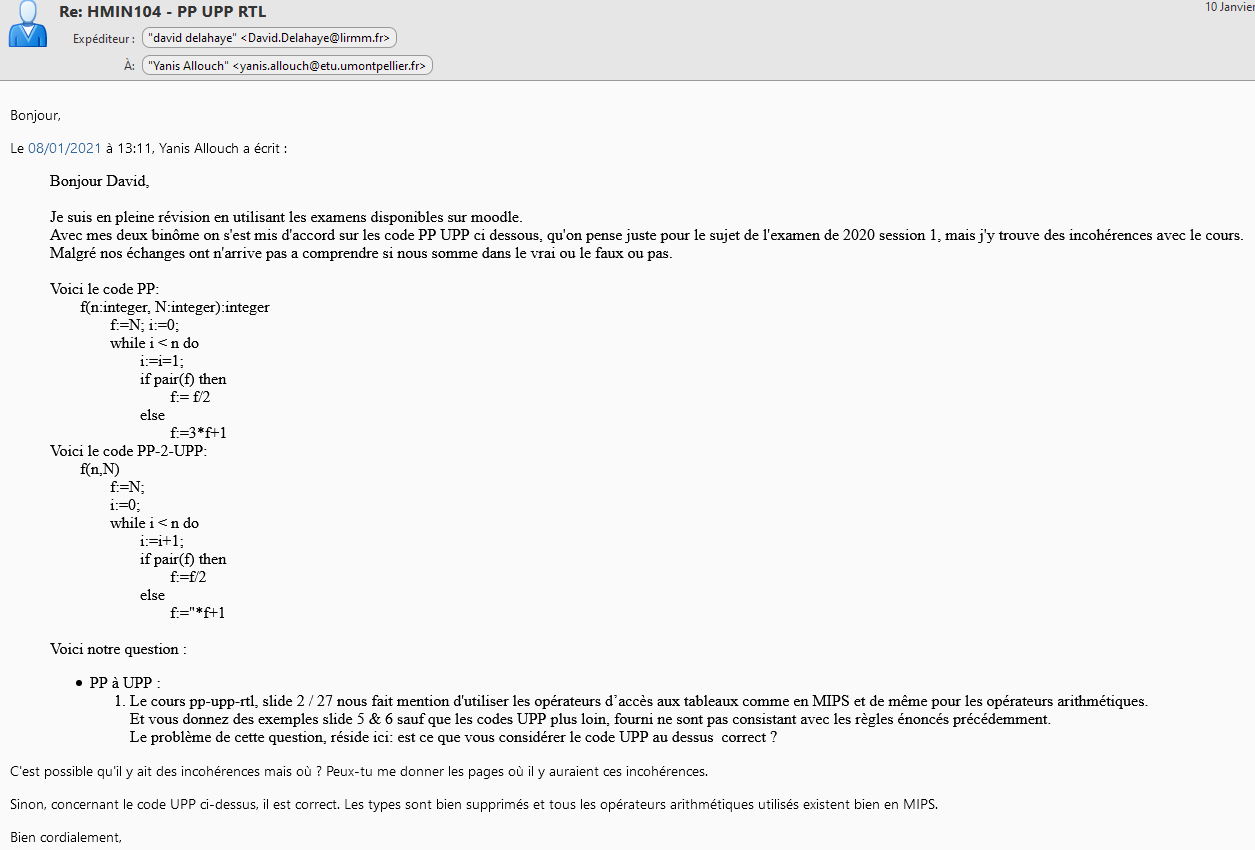 Re: HMIN104 - PP UPP RTL
10 Janvier
Expéditeur : "david delahaye" <David.Delahaye@lirmm.fr>
À: "Yanis Allouch" <yanis.allouch@etu.umontpellier.fr>
Bonjour,
Le 08/01/2021 à 13:11, Yanis Allouch a écrit :
Bonjour David,
Je suis en pleine révision en utilisant les examens disponibles sur moodle.
Avec mes deux binôme on s'est mis d'accord sur les code PP UPP ci dessous, qu'on pense juste pour le sujet de l'examen de 2020 session 1, mais j'y trouve des incohérences avec le cours.
Malgré nos échanges ont n'arrive pas a comprendre si nous somme dans le vrai ou le faux ou pas.
Voici le code PP:
f(n:integer, N:integer):integer
f:=N; i:=0;
while i < n do
i:=i=1;
if pair(f) then
f:= f/2
else
f:=3*f+1
Voici le code PP-2-UPP:
f(n,N)
f:=N;
i:=0;
while i < n do
i:=i+1;
if pair(f) then
f:=f/2
else
f:="*f+1
Voici notre question :
• PP à UPP :
1. Le cours pp-upp-rtl, slide 2 / 27 nous fait mention d'utiliser les opérateurs d’accès aux tableaux comme en MIPS et de même pour les opérateurs arithmétiques.
Et vous donnez des exemples slide 5 & 6 sauf que les codes UPP plus loin, fourni ne sont pas consistant avec les règles énoncés précédemment.
Le problème de cette question, réside ici: est ce que vous considérer le code UPP au dessus correct ?
C'est possible qu'il y ait des incohérences mais où ? Peux-tu me donner les pages où il y auraient ces incohérences.
Sinon, concernant le code UPP ci-dessus, il est correct. Les types sont bien supprimés et tous les opérateurs arithmétiques utilisés existent bien en MIPS.
Bien cordialement,